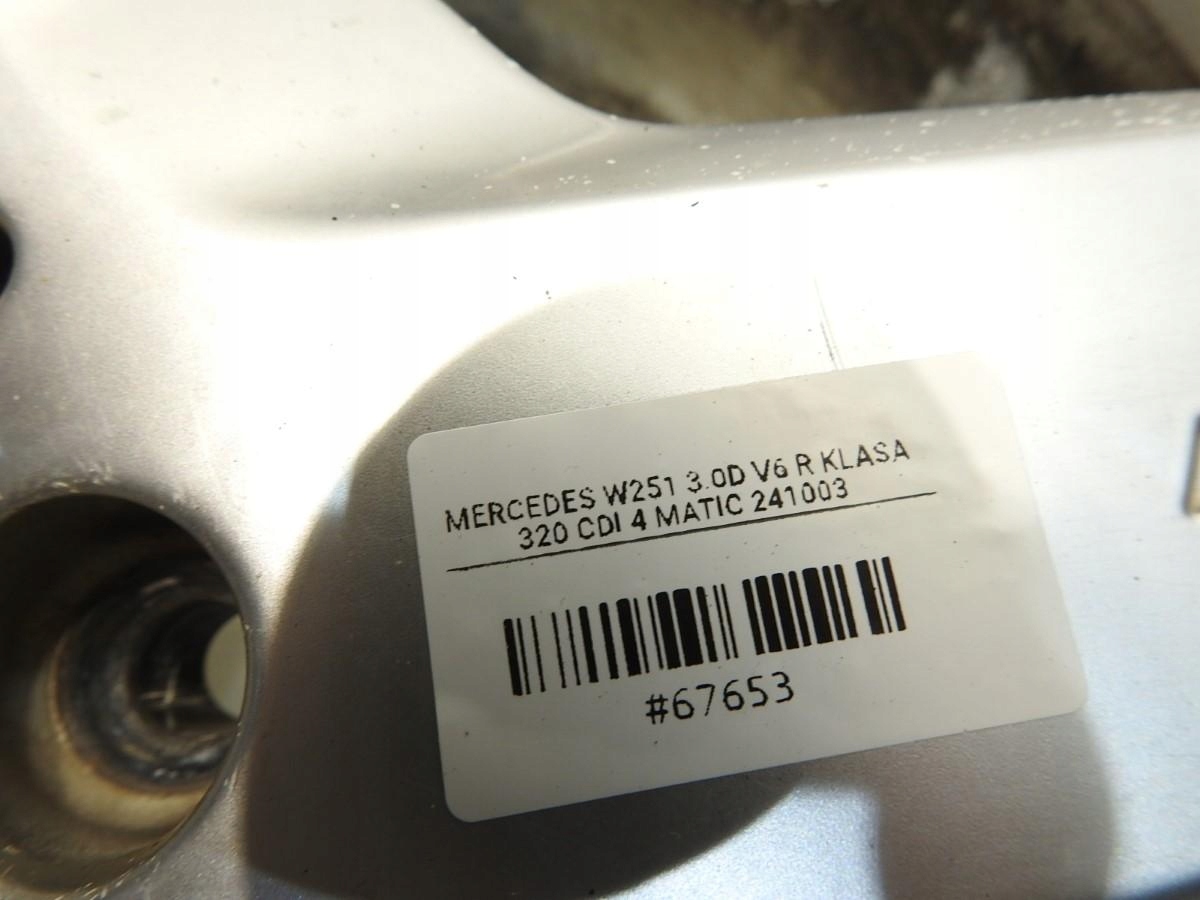 MERCEDES W251 3.0D V6 R KLASA
320 CDI 4 MATIC 241003
#67653